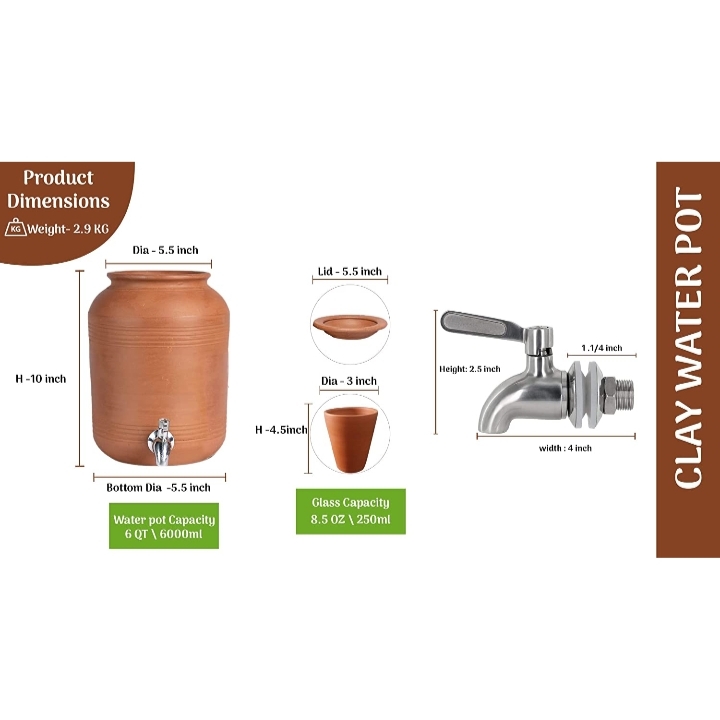 Product
Dimensions
KG
Weight- 2.9 KG
Dia - 5.5 inch
H -10 inch
Bottom Dia -5.5 inch
Water pot Capacity
6 QT \ 6000ml
Lid - 5.5 inch
Dia - 3 inch
H -4.5inch
Glass Capacity
8.5 OZ \ 250ml
1 .1/4 inch
Height: 2.5 inch
width : 4 inch
CLAY WATER POT